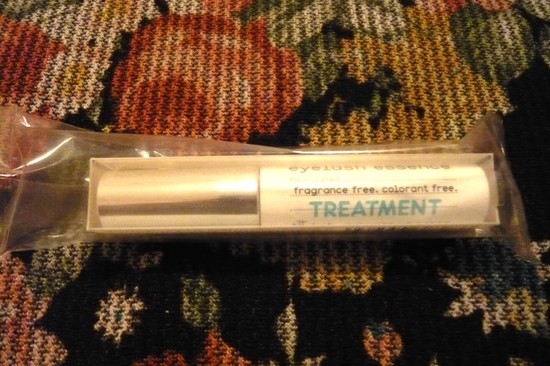 eyelash essence
fragrance free. colorant free.
TREATMENT